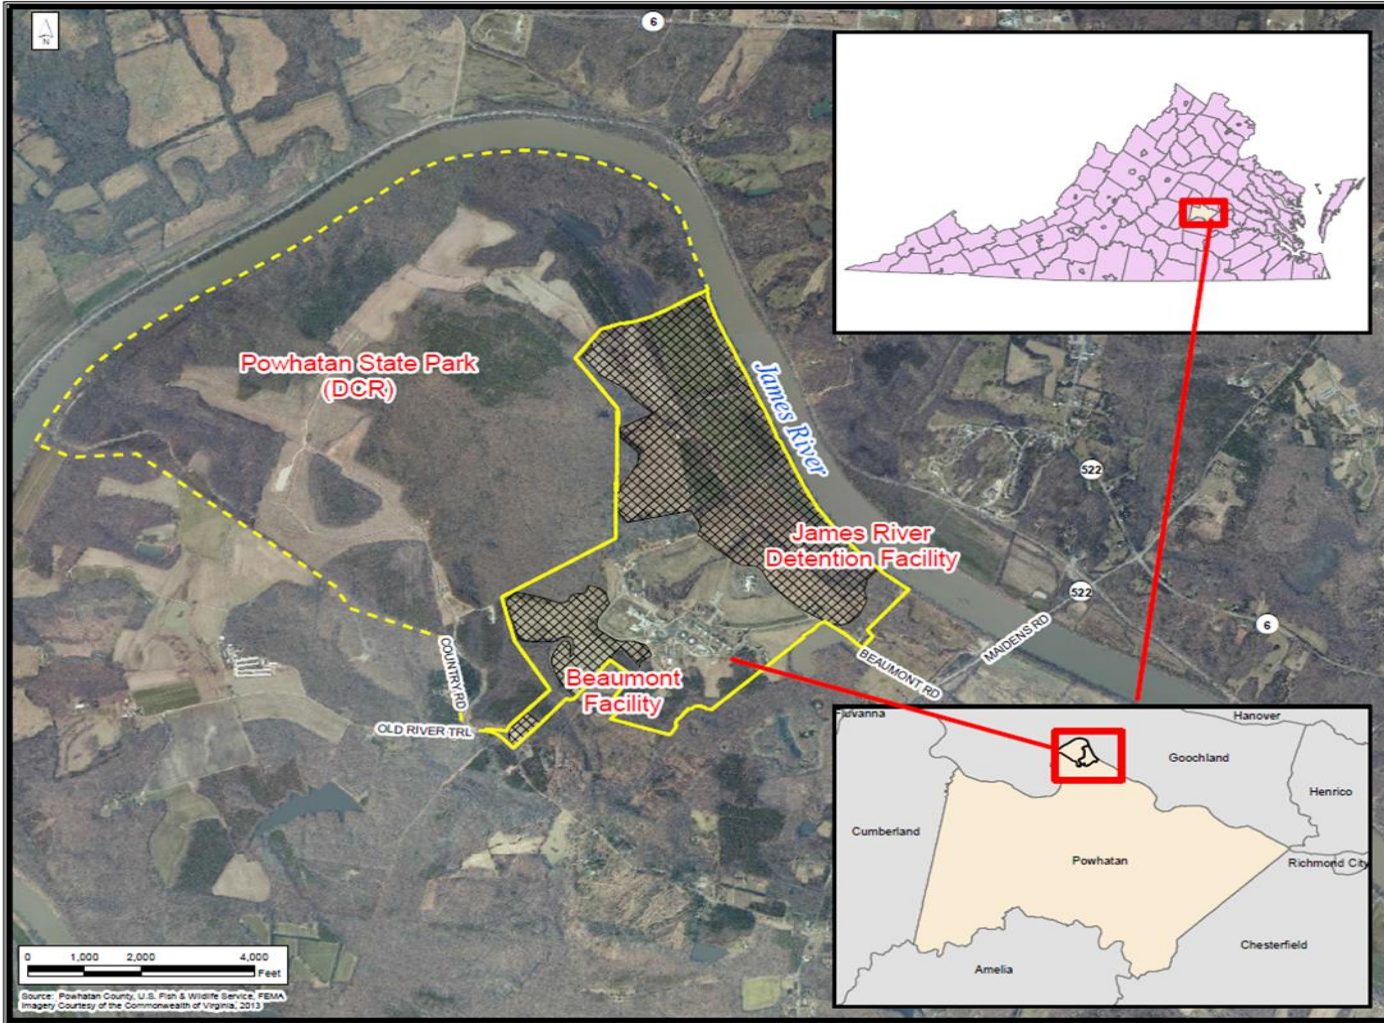 N
6
Powhatan State Park
(DCR)
James River
522
James River
Detention Facility
522
6
MAIDENS RD
BEAUMONT RD
COUNTRY RD
Beaumont
Facility
OLD RIVER TRL
Hanover
Goochland
Henrico
Cumberland
Powhatan
Richmond City
Chesterfield
Amelia
0 1,000 2,000 4,000
Feet
Source: Powhatan County, U.S. Fish & Wildlife Service, FEMA
Imagery Courtesy of the Commonwealth of Virginia, 2013